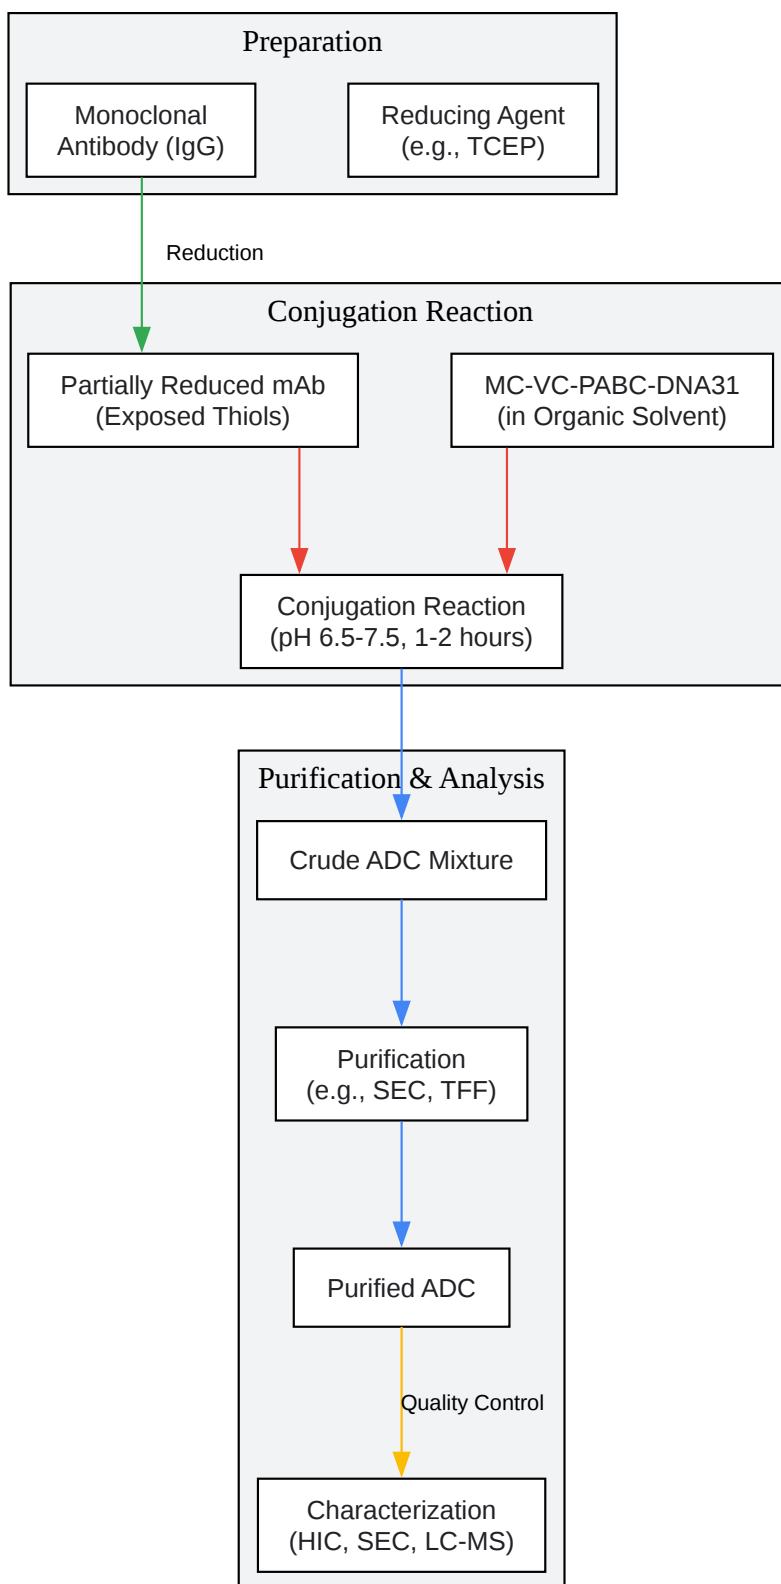 Preparation
Monoclonal
Antibody (IgG)
Reducing Agent
(e.g., TCEP)
Reduction
Conjugation Reaction
Partially Reduced mAb
(Exposed Thiols)
MC-VC-PABC-DNA31
(in Organic Solvent)
Conjugation Reaction
(pH 6.5-7.5, 1-2 hours)
Purification & Analysis
Crude ADC Mixture
Purification
(e.g., SEC, TFF)
Purified ADC
Quality Control
Characterization
(HIC, SEC, LC-MS)